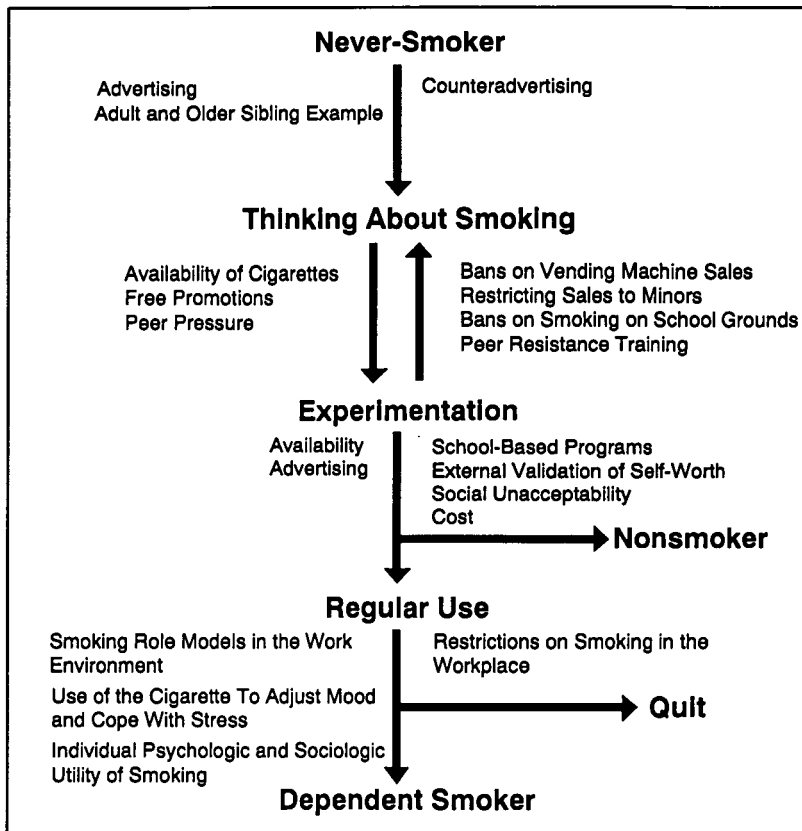 Never-Smoker
Advertising
Adult and Older Sibling Example
Counteradvertising
Thinking About Smoking
Availability of Cigarettes
Free Promotions
Peer Pressure
Bans on Vending Machine Sales
Restricting Sales to Minors
Bans on Smoking on School Grounds
Peer Resistance Training
Experimentation
Availability
Advertising
School-Based Programs
External Validation of Self-Worth
Social Unacceptability
Cost
Nonsmoker
Regular Use
Smoking Role Models in the Work
Environment
Use of the Cigarette To Adjust Mood
and Cope With Stress
Individual Psychologic and Sociologic
Utility of Smoking
Restrictions on Smoking in the
Workplace
Quit
Dependent Smoker